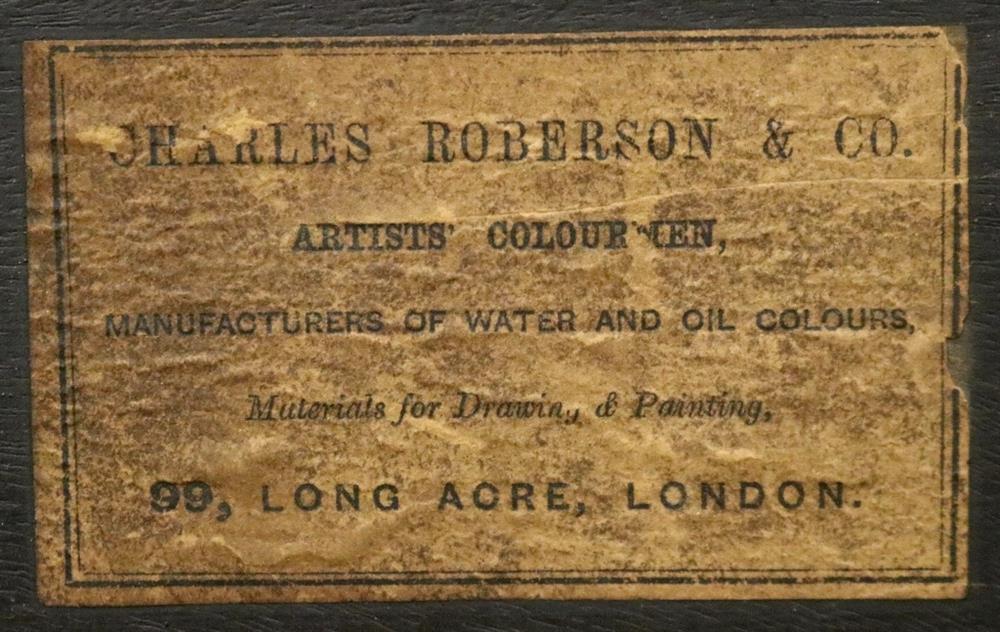 CHARLES ROBERSON & CO.
ARTISTS' COLOURMEN,
MANUFACTURERS OF WATER AND OIL COLOURS,
Materials for Drawing & Painting,
99, LONG ACRE, LONDON.